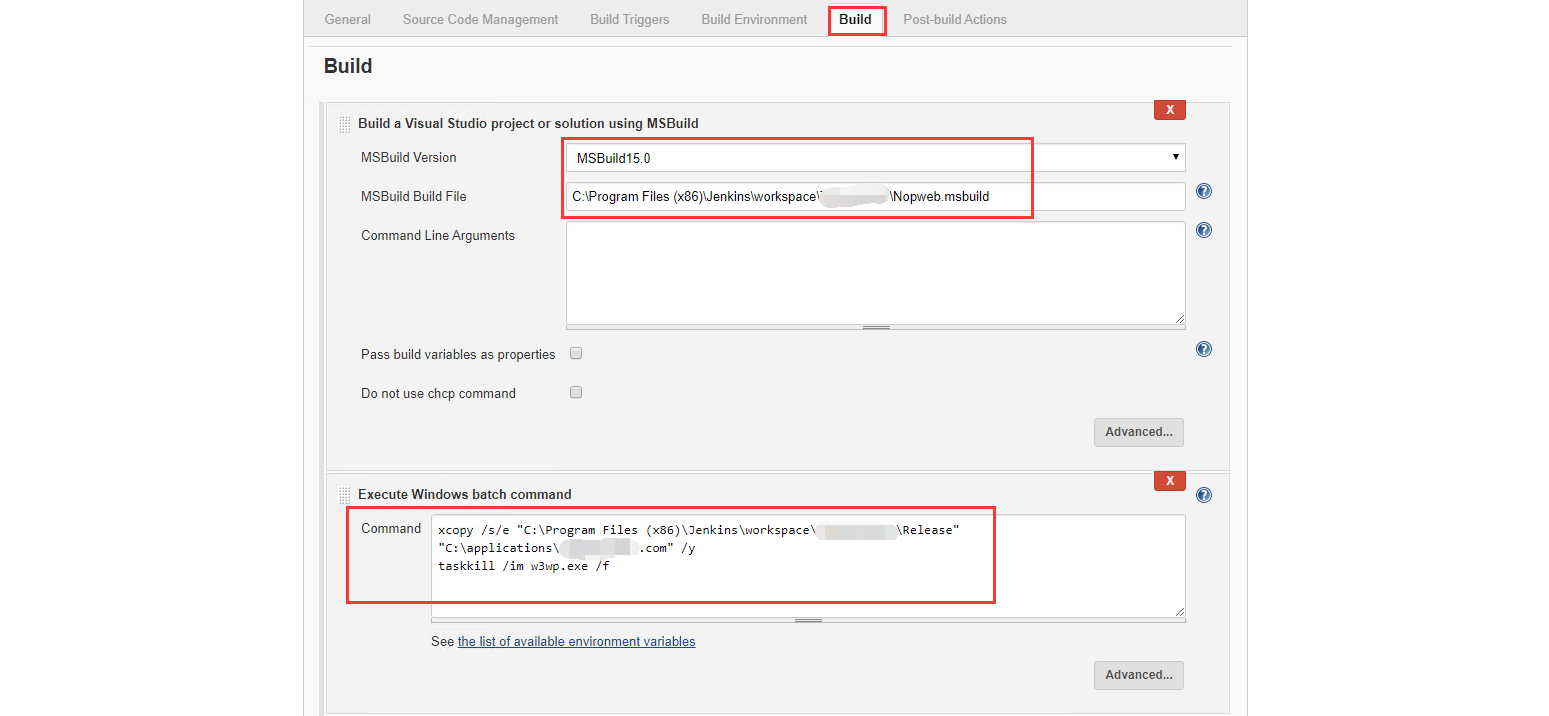 General Source Code Management Build Triggers Build Environment Build Post-build Actions
Build
X
Build a Visual Studio project or solution using MSBuild
MSBuild Version MSBuild15.0
MSBuild Build File C:\Program Files (x86)\Jenkins\workspace\ \Nopweb.msbuild
Command Line Arguments
Pass build variables as properties
Do not use chcp command
Advanced...
X
Execute Windows batch command
Command xcopy /s/e "C:\Program Files (x86)\Jenkins\workspace\ \Release"
"C:\applications\ .com" /y
taskkill /im w3wp.exe /f
See the list of available environment variables
Advanced...